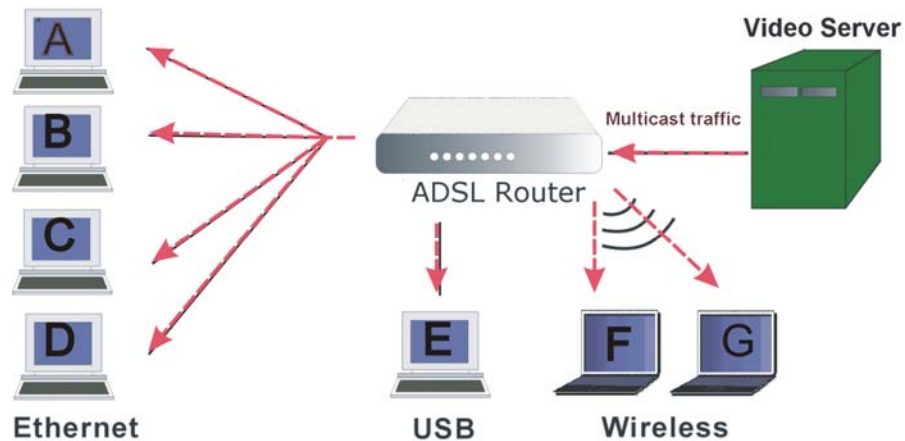 Video Server
A
Multicast traffic
B
ADSL Router
C
D
E
F
G
Ethernet
USB
Wireless